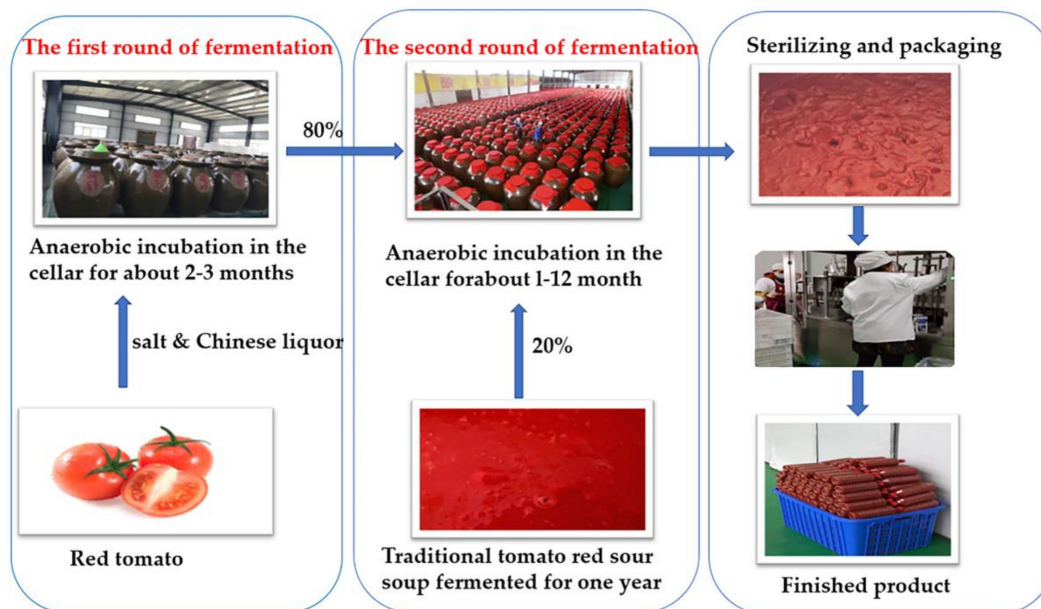 The first round of fermentation
Anaerobic incubation in the
cellar for about 2-3 months
salt & Chinese liquor
Red tomato
80%
The second round of fermentation
Anaerobic incubation in the
cellar forabout 1-12 month
20%
Traditional tomato red sour
soup fermented for one year
Sterilizing and packaging
Finished product